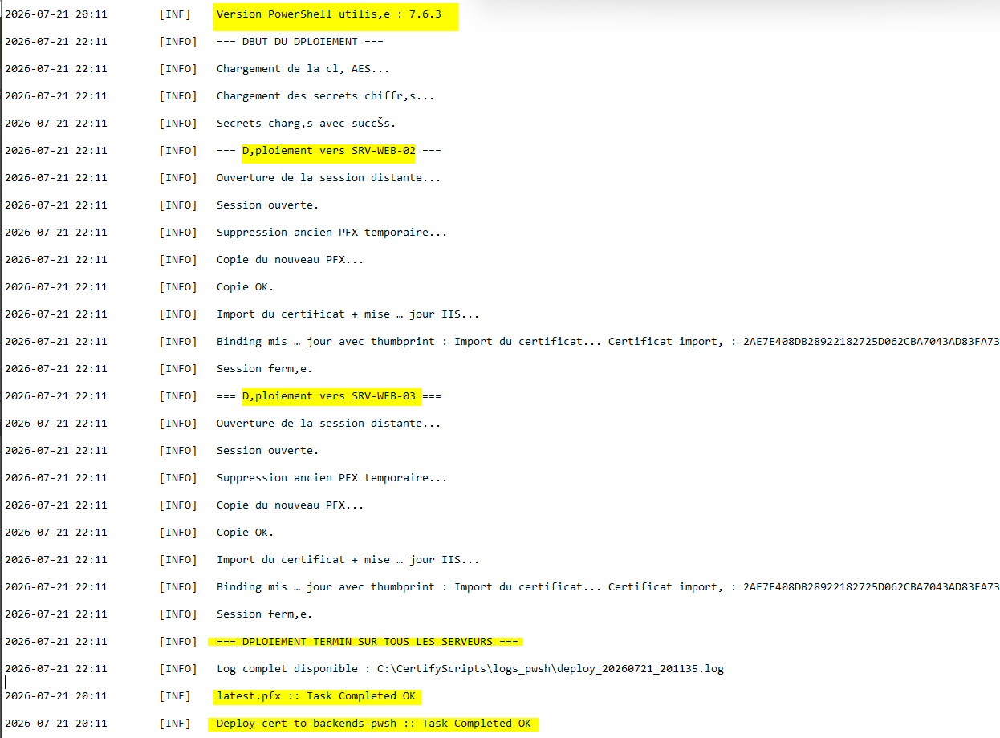 2026-07-21 20:11 [INF] Version PowerShell utilis‚e : 7.6.3
2026-07-21 22:11 [INFO] === DBUT DU DPLOIEMENT ===
2026-07-21 22:11 [INFO] Chargement de la cl‚ AES...
2026-07-21 22:11 [INFO] Chargement des secrets chiffr‚s...
2026-07-21 22:11 [INFO] Secrets charg‚s avec succŠs.
2026-07-21 22:11 [INFO] === D‚ploiement vers SRV-WEB-02 ===
2026-07-21 22:11 [INFO] Ouverture de la session distante...
2026-07-21 22:11 [INFO] Session ouverte.
2026-07-21 22:11 [INFO] Suppression ancien PFX temporaire...
2026-07-21 22:11 [INFO] Copie du nouveau PFX...
2026-07-21 22:11 [INFO] Copie OK.
2026-07-21 22:11 [INFO] Import du certificat + mise … jour IIS...
2026-07-21 22:11 [INFO] Binding mis … jour avec thumbprint : Import du certificat... Certificat import‚ : 2AE7E408DB28922182725D062CBA7043AD83FA73
2026-07-21 22:11 [INFO] Session ferm‚e.
2026-07-21 22:11 [INFO] === D‚ploiement vers SRV-WEB-03 ===
2026-07-21 22:11 [INFO] Ouverture de la session distante...
2026-07-21 22:11 [INFO] Session ouverte.
2026-07-21 22:11 [INFO] Suppression ancien PFX temporaire...
2026-07-21 22:11 [INFO] Copie du nouveau PFX...
2026-07-21 22:11 [INFO] Copie OK.
2026-07-21 22:11 [INFO] Import du certificat + mise … jour IIS...
2026-07-21 22:11 [INFO] Binding mis … jour avec thumbprint : Import du certificat... Certificat import‚ : 2AE7E408DB28922182725D062CBA7043AD83FA73
2026-07-21 22:11 [INFO] Session ferm‚e.
2026-07-21 22:11 [INFO] === DPLOIEMENT TERMIN SUR TOUS LES SERVEURS ===
2026-07-21 22:11 [INFO] Log complet disponible : C:\CertifyScripts\logs_pwsh\deploy_20260721_201135.log
2026-07-21 20:11 [INF] latest.pfx :: Task Completed OK
2026-07-21 20:11 [INF] Deploy-cert-to-backends-pwsh :: Task Completed OK